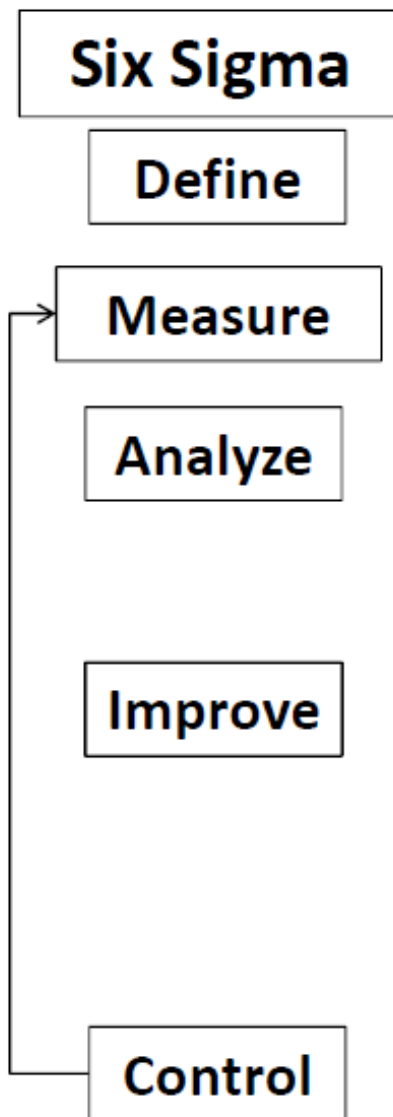 Six Sigma
Define
Measure
Analyze
Improve
Control